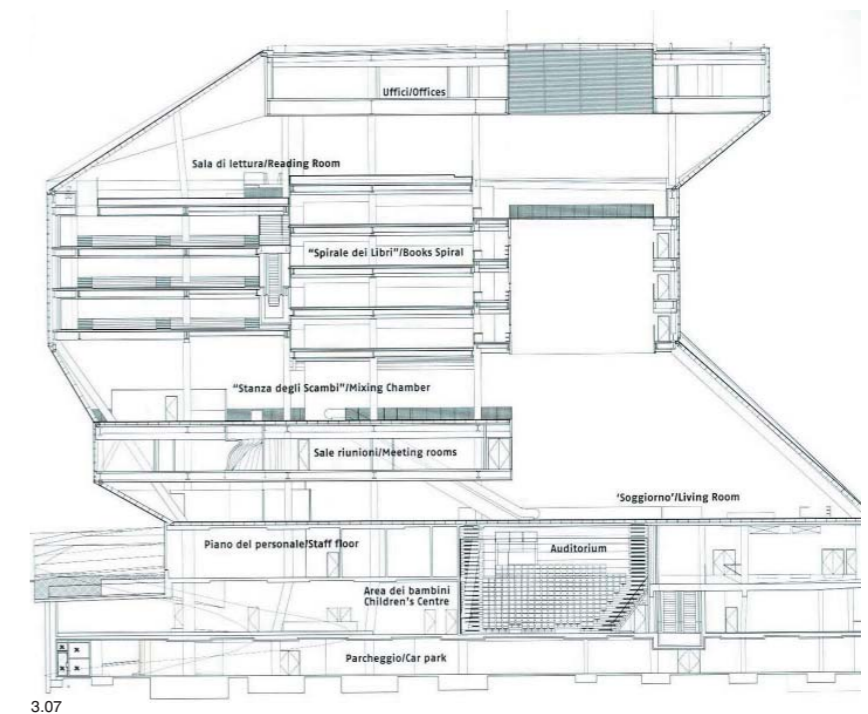 Uffici/Offices
Sala di lettura/Reading Room
"Spirale dei Libri"/Books Spiral
"Stanza degli Scambi"/Mixing Chamber
Sale riunioni/Meeting rooms
'Soggiorno'/Living Room
Piano del personale/Staff floor
Auditorium
Area dei bambini
Children's Centre
Parcheggio/Car park
3.07